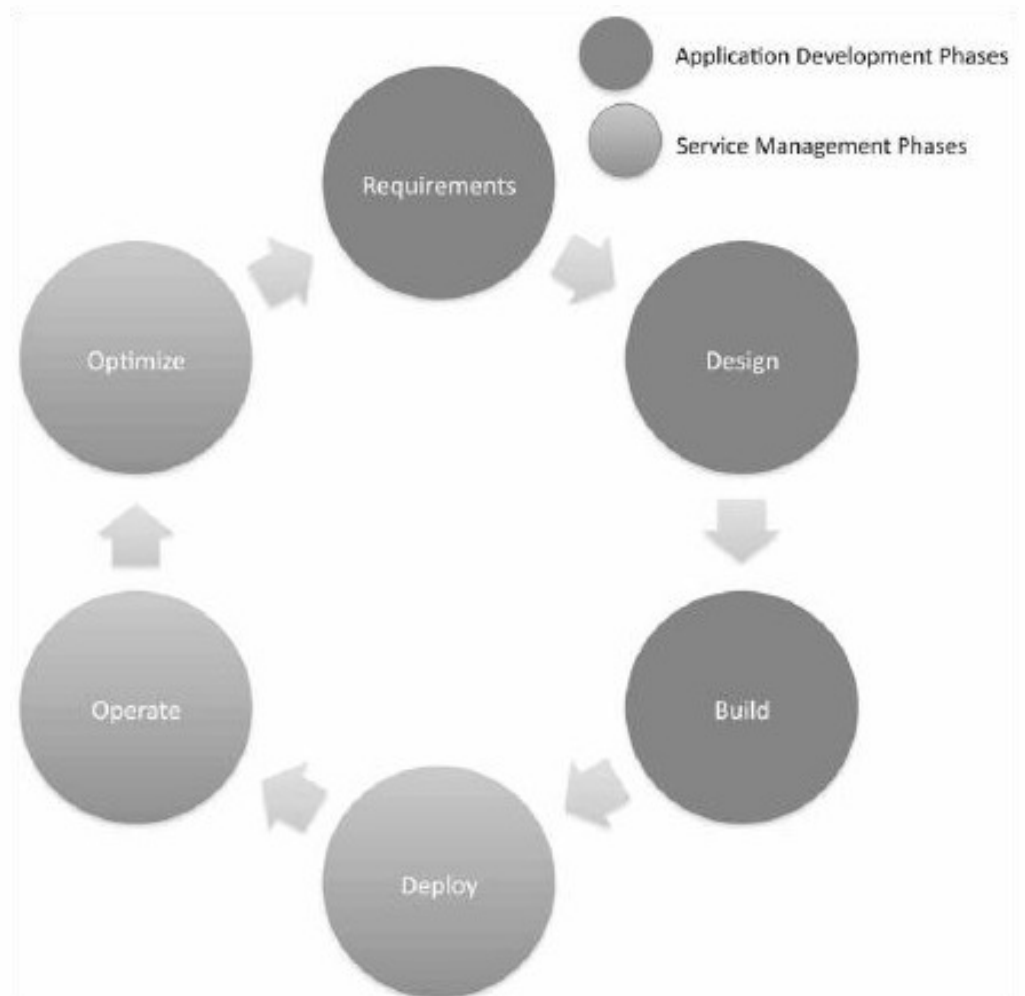 Application Development Phases
Service Management Phases
Requirements
Design
Build
Deploy
Operate
Optimize